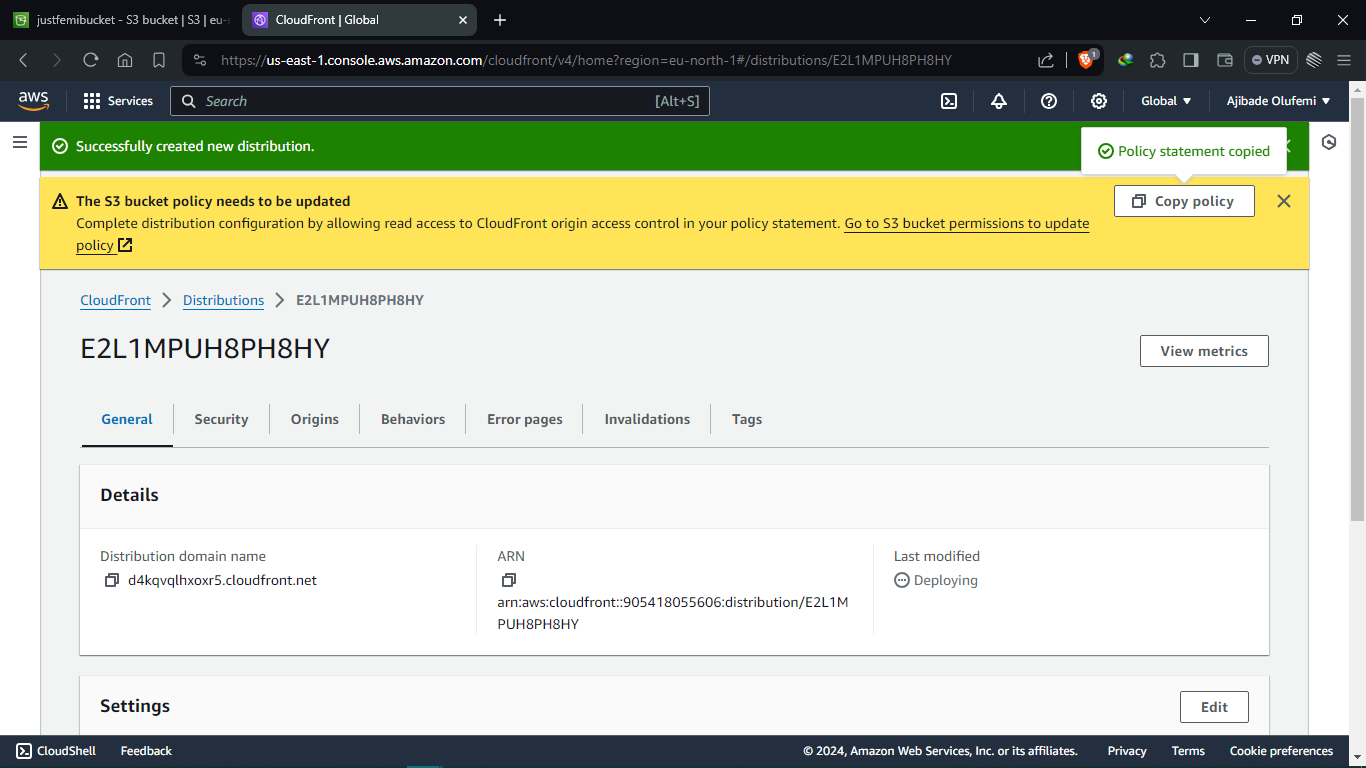 justfemibucket - S3 bucket | S3 | eu-
CloudFront | Global
https://us-east-1.console.aws.amazon.com/cloudfront/v4/home?region=eu-north-1#/distributions/E2L1MPUH8PH8HY
1
VPN
aws
Services
Search
[Alt+S]
Global
Ajibade Olufemi
Successfully created new distribution.
Policy statement copied
The S3 bucket policy needs to be updated
Copy policy
Complete distribution configuration by allowing read access to CloudFront origin access control in your policy statement. Go to S3 bucket permissions to update
policy
CloudFront
Distributions
E2L1MPUH8PH8HY
E2L1MPUH8PH8HY
View metrics
General
Security
Origins
Behaviors
Error pages
Invalidations
Tags
Details
Distribution domain name
d4kqvqlhxoxr5.cloudfront.net
ARN
arn:aws:cloudfront::905418055606:distribution/E2L1M
PUH8PH8HY
Last modified
Deploying
Settings
Edit
CloudShell
Feedback
© 2024, Amazon Web Services, Inc. or its affiliates.
Privacy
Terms
Cookie preferences